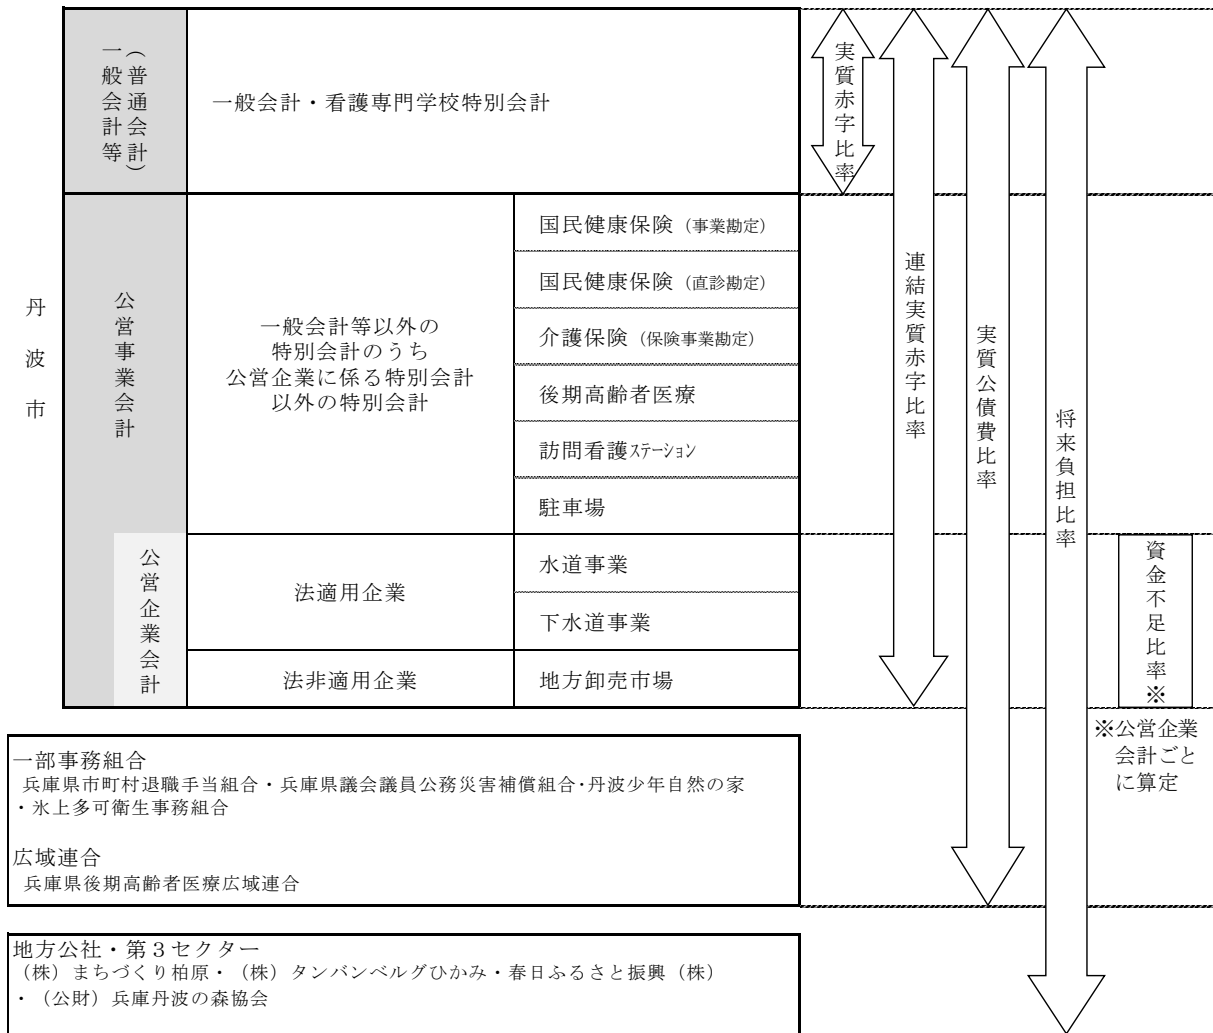 丹波市
一般会計等
（普通会計）
一般会計・看護専門学校特別会計
公営事業会計
一般会計等以外の
特別会計のうち
公営企業に係る特別会計
以外の特別会計
国民健康保険（事業勘定）
国民健康保険（直診勘定）
介護保険（保険事業勘定）
後期高齢者医療
訪問看護ｽﾃｰｼｮﾝ
駐車場
公営企業会計
法適用企業
水道事業
下水道事業
法非適用企業
地方卸売市場
実質赤字比率
連結実質赤字比率
実質公債費比率
将来負担比率
資金不足比率※
※公営企業
会計ごと
に算定
一部事務組合
兵庫県市町村退職手当組合・兵庫県議会議員公務災害補償組合・丹波少年自然の家
・氷上多可衛生事務組合
広域連合
兵庫県後期高齢者医療広域連合
地方公社・第３セクター
（株）まちづくり柏原・（株）タンバンベルグひかみ・春日ふるさと振興（株）
・（公財）兵庫丹波の森協会